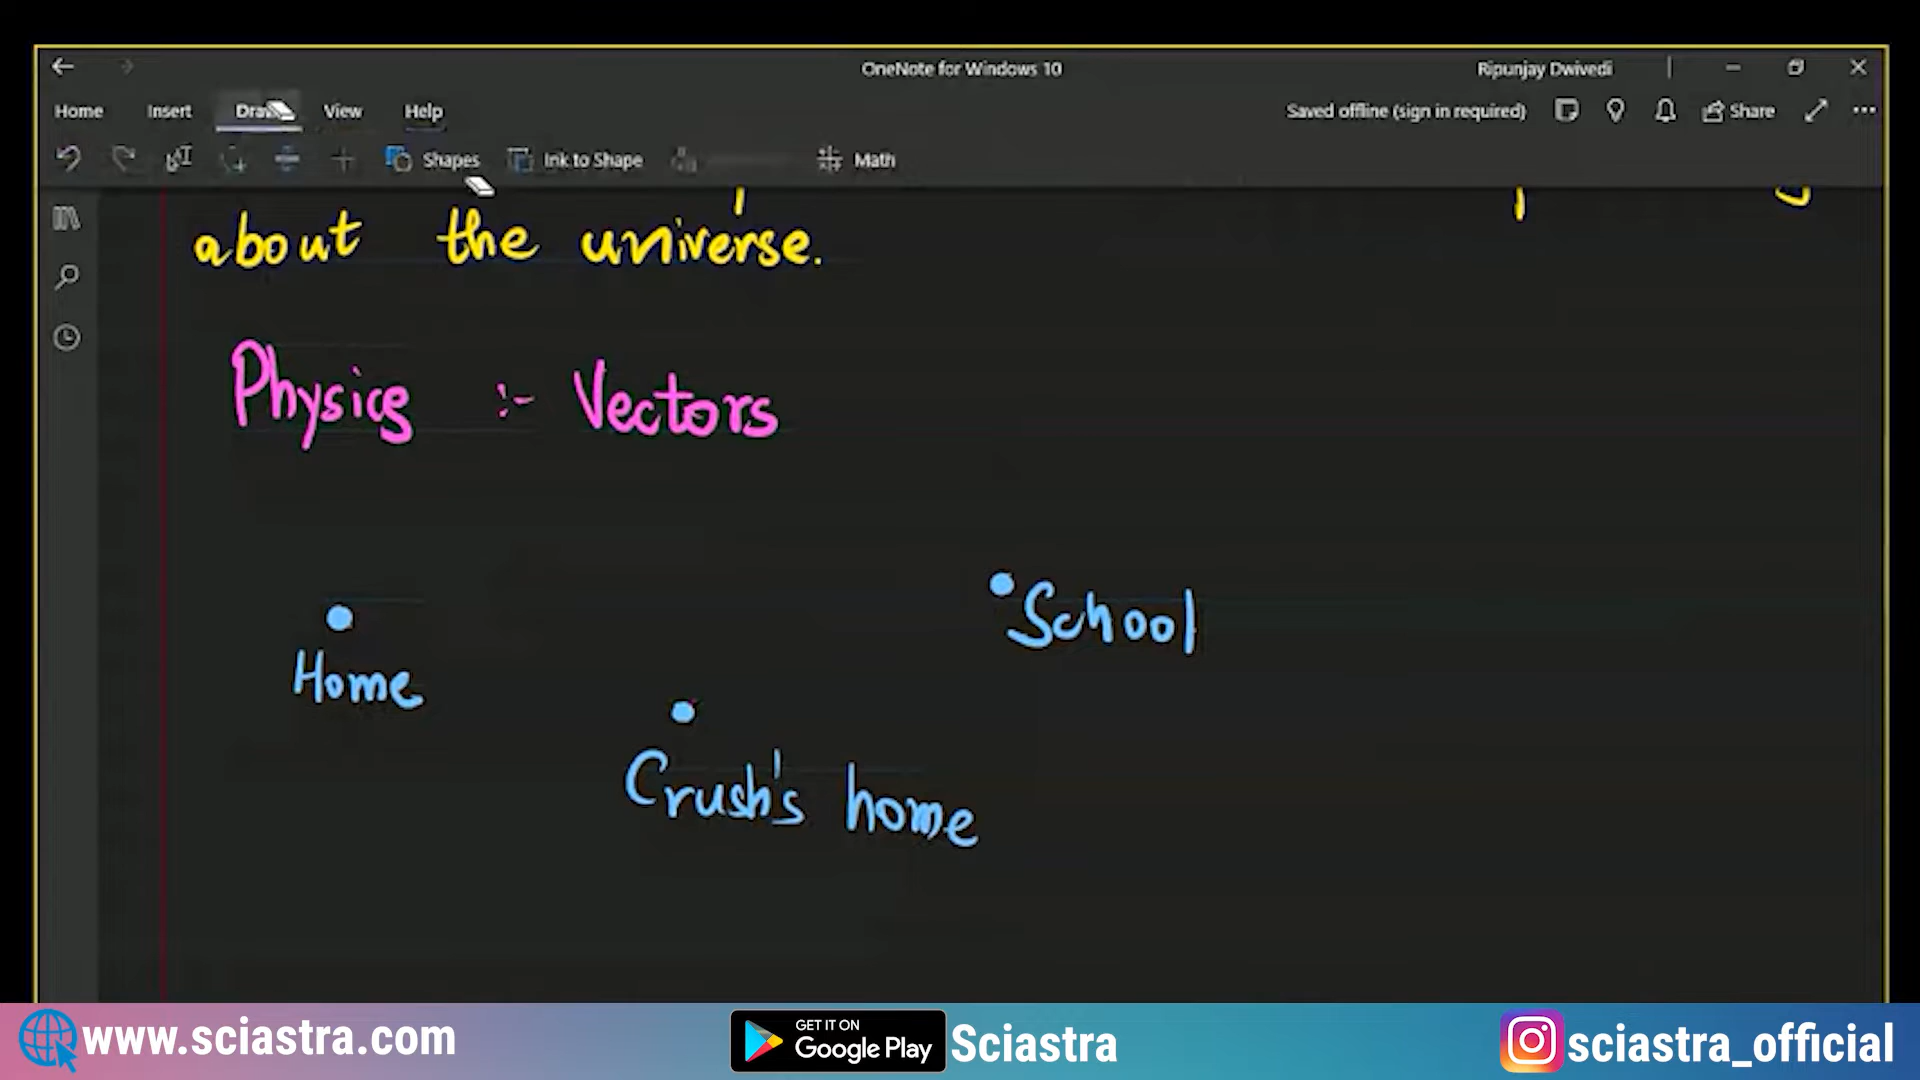 OneNote for Windows 10
Ripunjay Dwivedi
Home Insert Draw View Help
Saved offline (sign in required) Share
Shapes Ink to Shape Math
about the universe.
Physics :- Vectors
School
Home
Crush's home
www.sciastra.com
GET IT ON
Google Play
Sciastra
sciastra_official